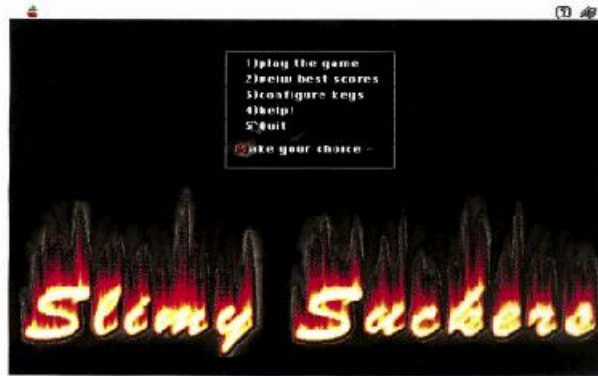 1)play the game
2)veiw best scores
3)configure keys
4)help!
5)Quit
Make your choice -
Slimy Suckers